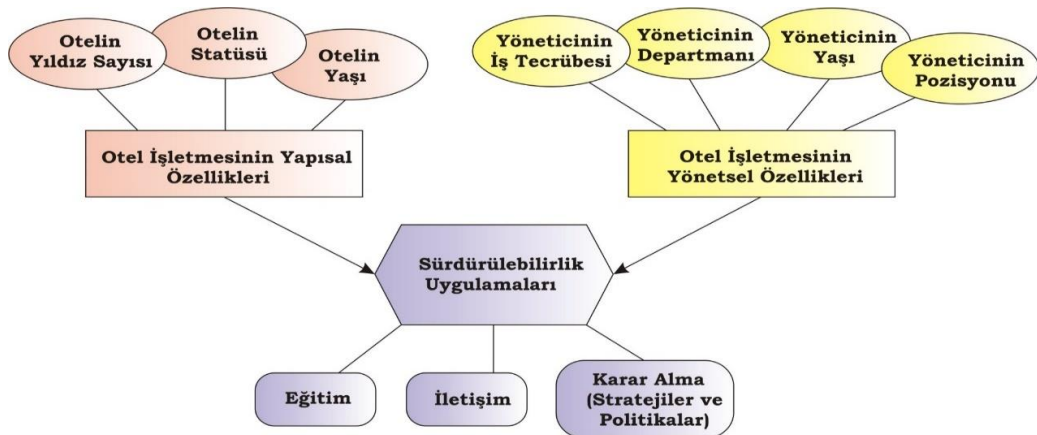 Otelin
Yıldız Sayısı
Otelin
Statüsü
Otelin
Yaşı
Yöneticinin
İş Tecrübesi
Yöneticinin
Departmanı
Yöneticinin
Yaşı
Yöneticinin
Pozisyonu
Otel İşletmesinin Yapısal
Özellikleri
Otel İşletmesinin
Yönetsel Özellikleri
Sürdürülebilirlik
Uygulamaları
Eğitim
İletişim
Karar Alma
(Stratejiler ve
Politikalar)